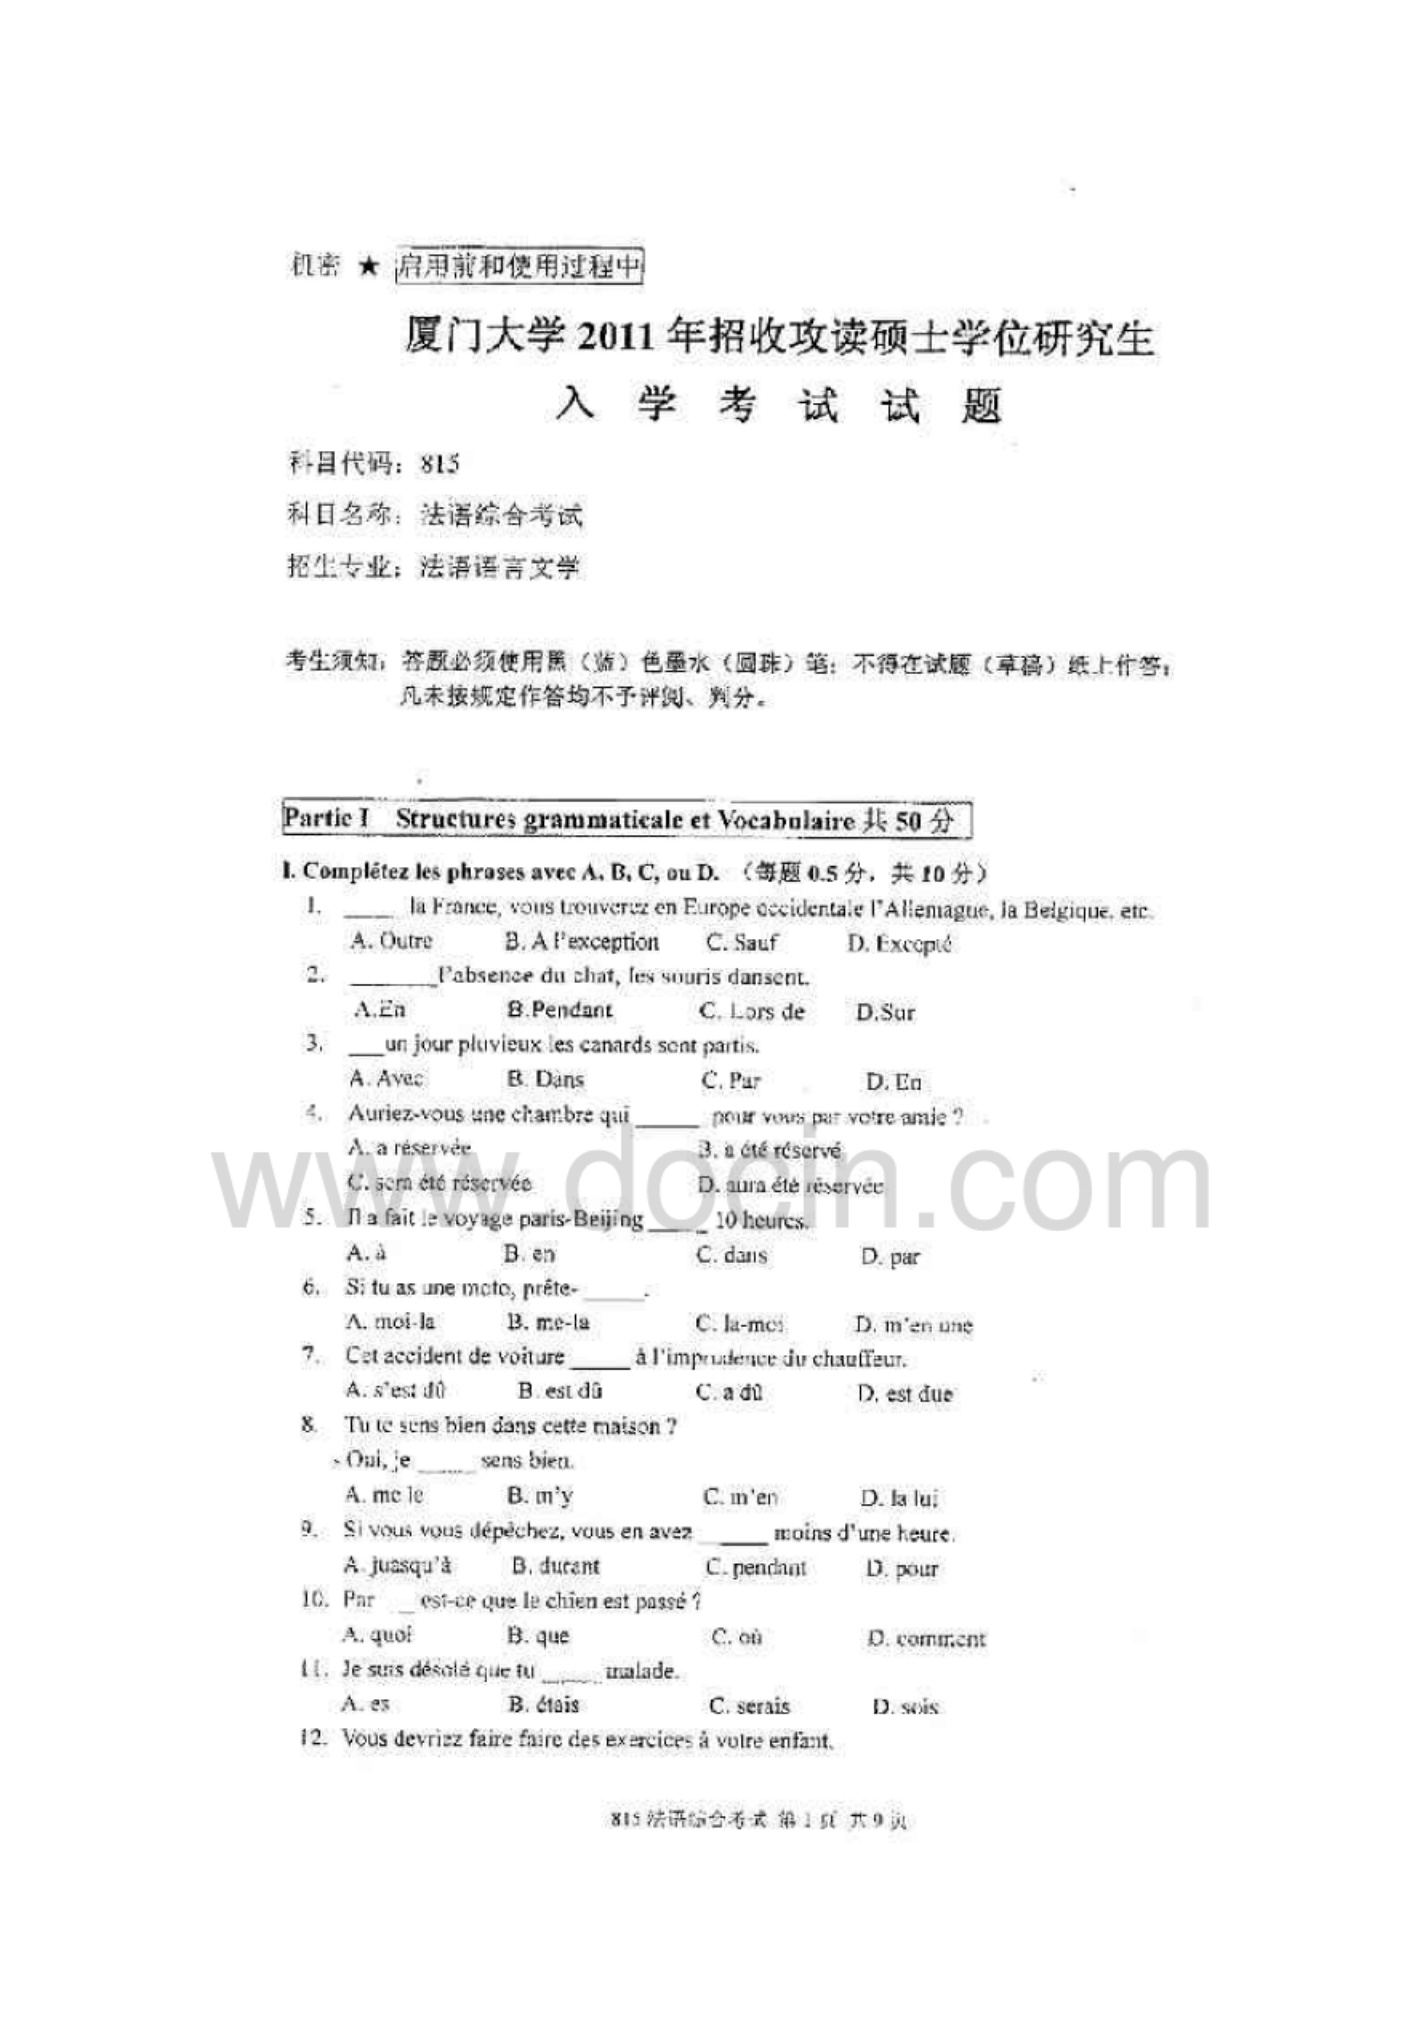 机密 ★ 启用前和使用过程中
厦门大学 2011 年招收攻读硕士学位研究生
入 学 考 试 试 题
科目代码：815
科目名称：法语综合考试
招生专业：法语语言文学
考生须知：答题必须使用黑（蓝）色墨水（圆珠）笔；不得在试题（草稿）纸上作答；
凡未按规定作答均不予评阅、判分。
Partie I Structures grammaticale et Vocabulaire 共 50 分
I. Complétez les phrases avec A, B, C, ou D. （每题 0.5 分，共 10 分）
1. ____ la France, vous trouverez en Europe occidentale l'Allemagne, la Belgique, etc.
A. Outre B. A l'exception C. Sauf D. Excepté
2. _______l'absence du chat, les souris dansent.
A.En B.Pendant C. Lors de D.Sur
3. ___un jour pluvieux les canards sont partis.
A. Avec B. Dans C. Par D. En
4. Auriez-vous une chambre qui _____ pour vous par votre amie ?
A. a réservée B. a été réservé
C. sera été réservée D. aura été réservée
www.docin.com
5. Il a fait le voyage paris-Beijing ____ 10 heures.
A. à B. en C. dans D. par
6. Si tu as une moto, prête- _____.
A. moi-la B. me-la C. la-moi D. m'en une
7. Cet accident de voiture _____ à l'imprudence du chauffeur.
A. s'est dû B. est dû C. a dû D. est due
8. Tu te sens bien dans cette maison ?
- Oui, je _____ sens bien.
A. me le B. m'y C. m'en D. la lui
9. Si vous vous dépêchez, vous en avez _____ moins d'une heure.
A. juasqu'à B. durant C. pendant D. pour
10. Par __ est-ce que le chien est passé ?
A. quoi B. que C. où D. comment
11. Je suis désolé que tu _____ malade.
A. es B. étais C. serais D. sois
12. Vous devriez faire faire des exercices à votre enfant.
815 法语综合考试 第 1 页 共 9 页